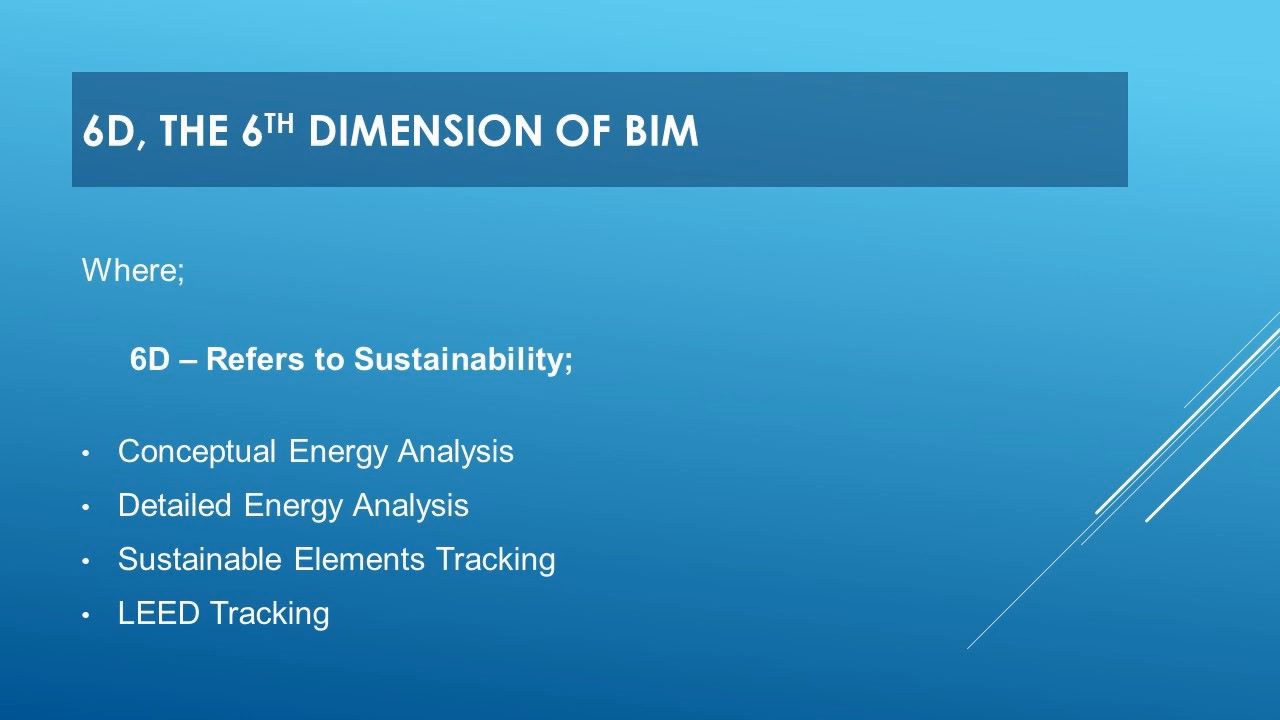 6D, THE 6TH DIMENSION OF BIM
Where;
6D – Refers to Sustainability;
• Conceptual Energy Analysis
• Detailed Energy Analysis
• Sustainable Elements Tracking
• LEED Tracking